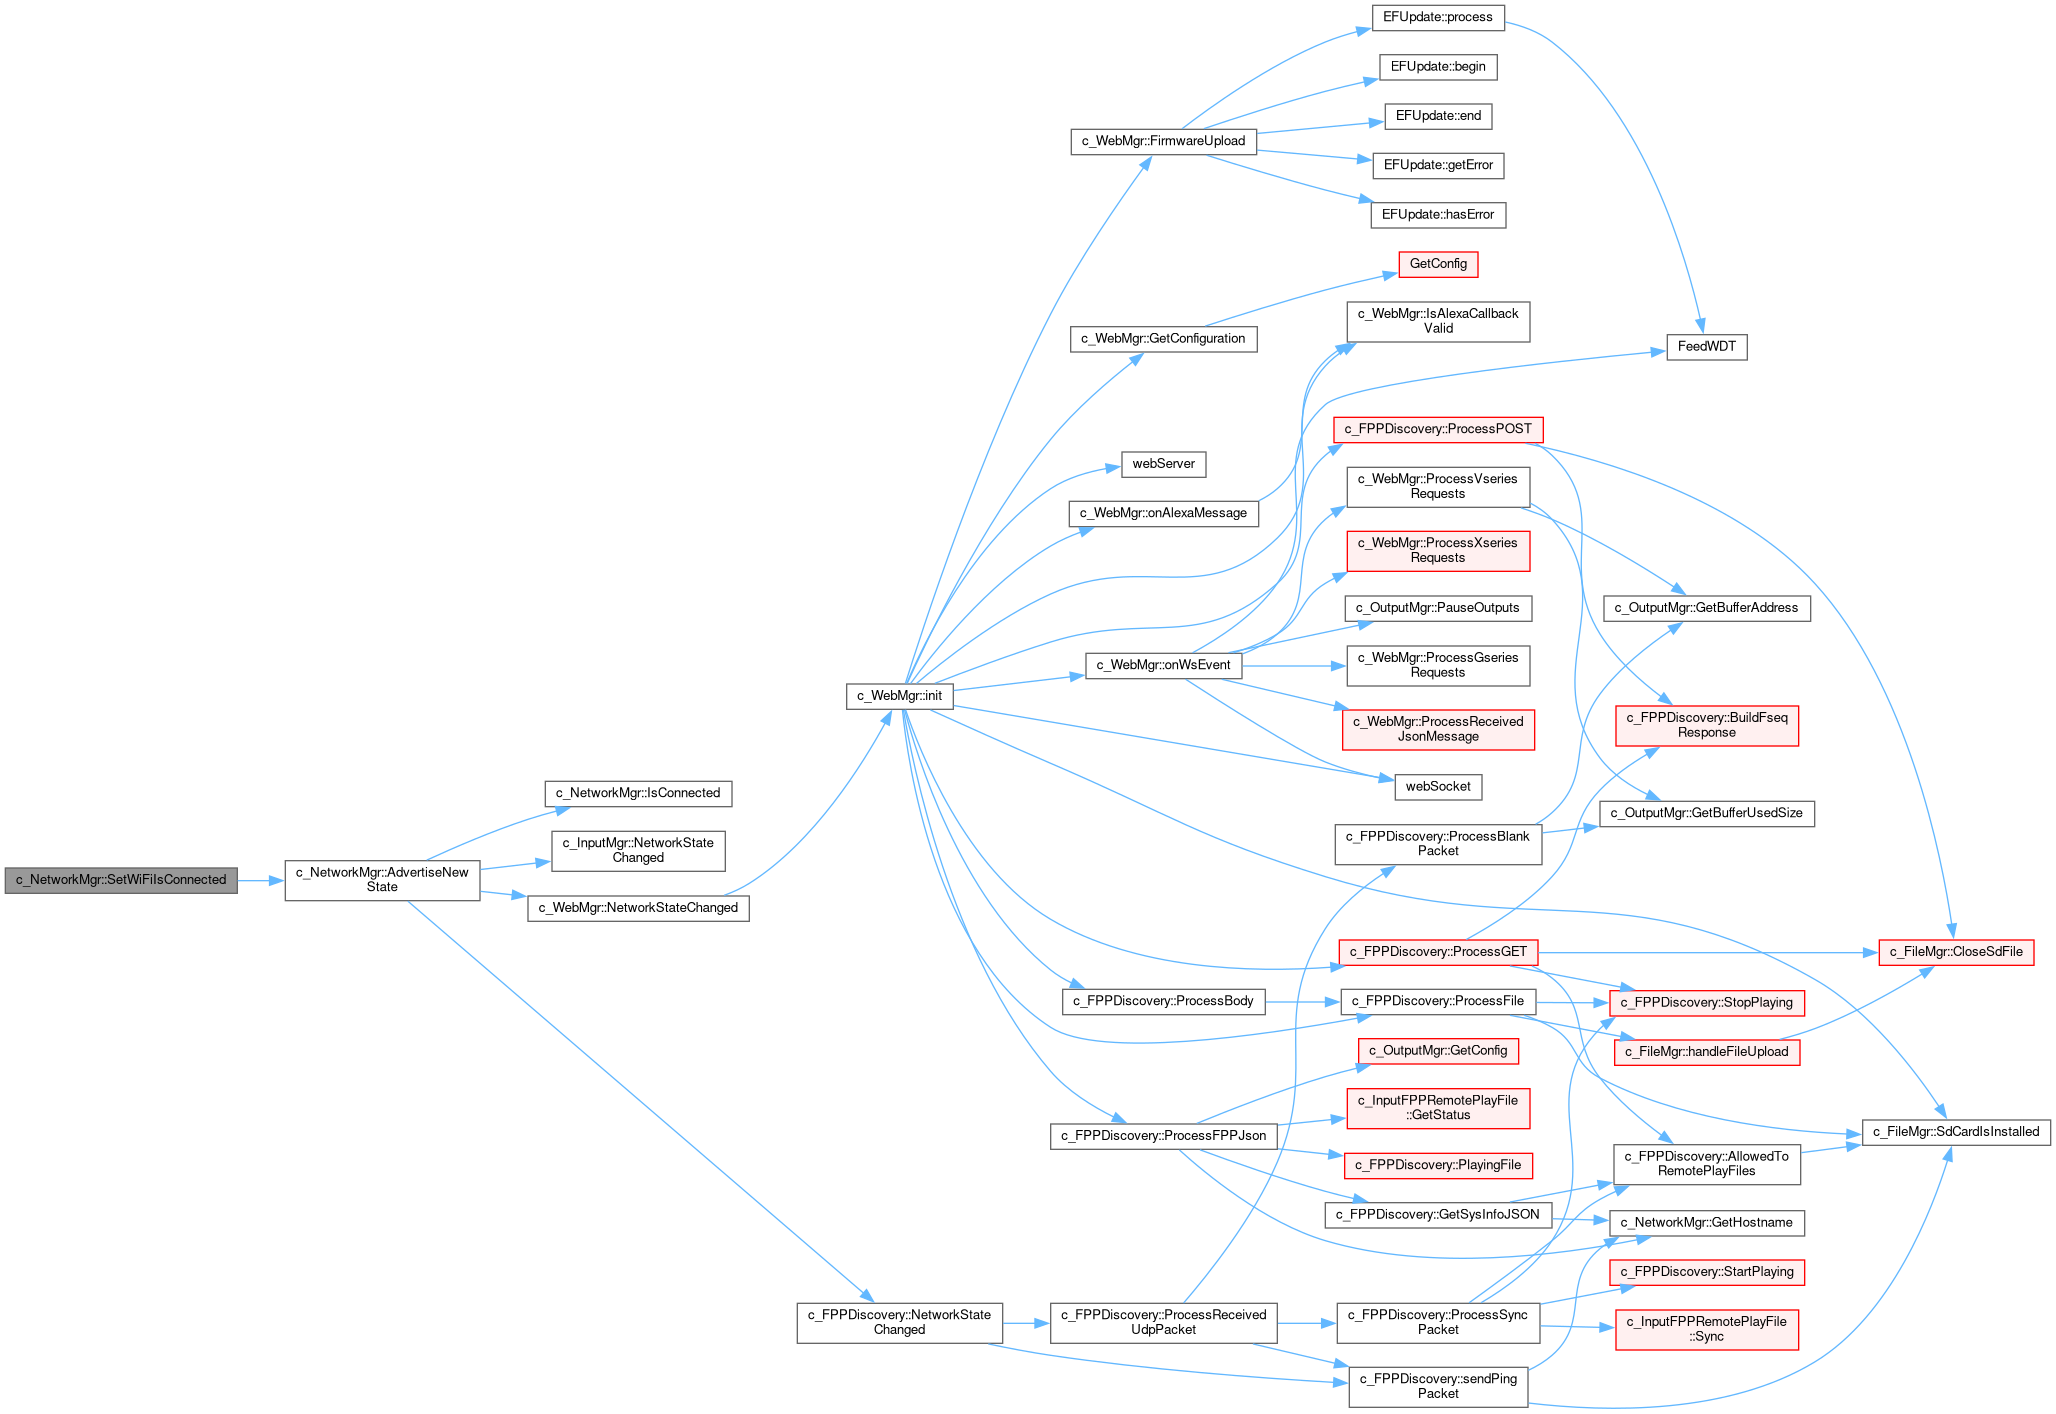 EFUpdate::process
EFUpdate::begin
EFUpdate::end
c_WebMgr::FirmwareUpload
EFUpdate::getError
EFUpdate::hasError
GetConfig
c_WebMgr::IsAlexaCallback
Valid
c_WebMgr::GetConfiguration
FeedWDT
c_FPPDiscovery::ProcessPOST
webServer
c_WebMgr::ProcessVseries
Requests
c_WebMgr::onAlexaMessage
c_WebMgr::ProcessXseries
Requests
c_OutputMgr::PauseOutputs
c_OutputMgr::GetBufferAddress
c_WebMgr::onWsEvent
c_WebMgr::ProcessGseries
Requests
c_WebMgr::init
c_WebMgr::ProcessReceived
JsonMessage
c_FPPDiscovery::BuildFseq
Response
webSocket
c_NetworkMgr::IsConnected
c_OutputMgr::GetBufferUsedSize
c_FPPDiscovery::ProcessBlank
Packet
c_InputMgr::NetworkState
Changed
c_NetworkMgr::SetWiFiIsConnected
c_NetworkMgr::AdvertiseNew
State
c_WebMgr::NetworkStateChanged
c_FPPDiscovery::ProcessGET
c_FileMgr::CloseSdFile
c_FPPDiscovery::ProcessBody
c_FPPDiscovery::ProcessFile
c_FPPDiscovery::StopPlaying
c_OutputMgr::GetConfig
c_FileMgr::handleFileUpload
c_InputFPPRemotePlayFile
::GetStatus
c_FPPDiscovery::ProcessFPPJson
c_FileMgr::SdCardIsInstalled
c_FPPDiscovery::PlayingFile
c_FPPDiscovery::AllowedTo
RemotePlayFiles
c_FPPDiscovery::GetSysInfoJSON
c_NetworkMgr::GetHostname
c_FPPDiscovery::StartPlaying
c_FPPDiscovery::NetworkState
Changed
c_FPPDiscovery::ProcessReceived
UdpPacket
c_FPPDiscovery::ProcessSync
Packet
c_InputFPPRemotePlayFile
::Sync
c_FPPDiscovery::sendPing
Packet